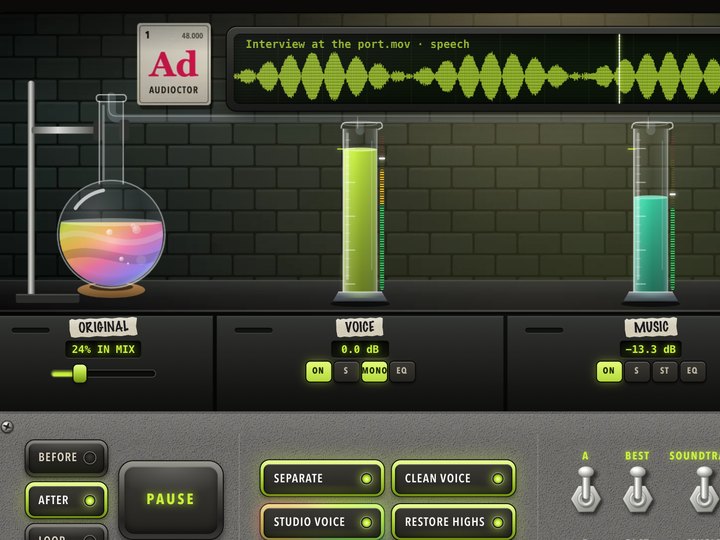 1 48.000
Ad
AUDIOCTOR
Interview at the port.mov · speech
ORIGINAL
24% IN MIX
VOICE
0.0 dB
ON S MONO EQ
MUSIC
−13.3 dB
ON S ST EQ
BEFORE
AFTER
LOOP
PAUSE
SEPARATE
CLEAN VOICE
STUDIO VOICE
RESTORE HIGHS
A
BEST
SOUNDTRA